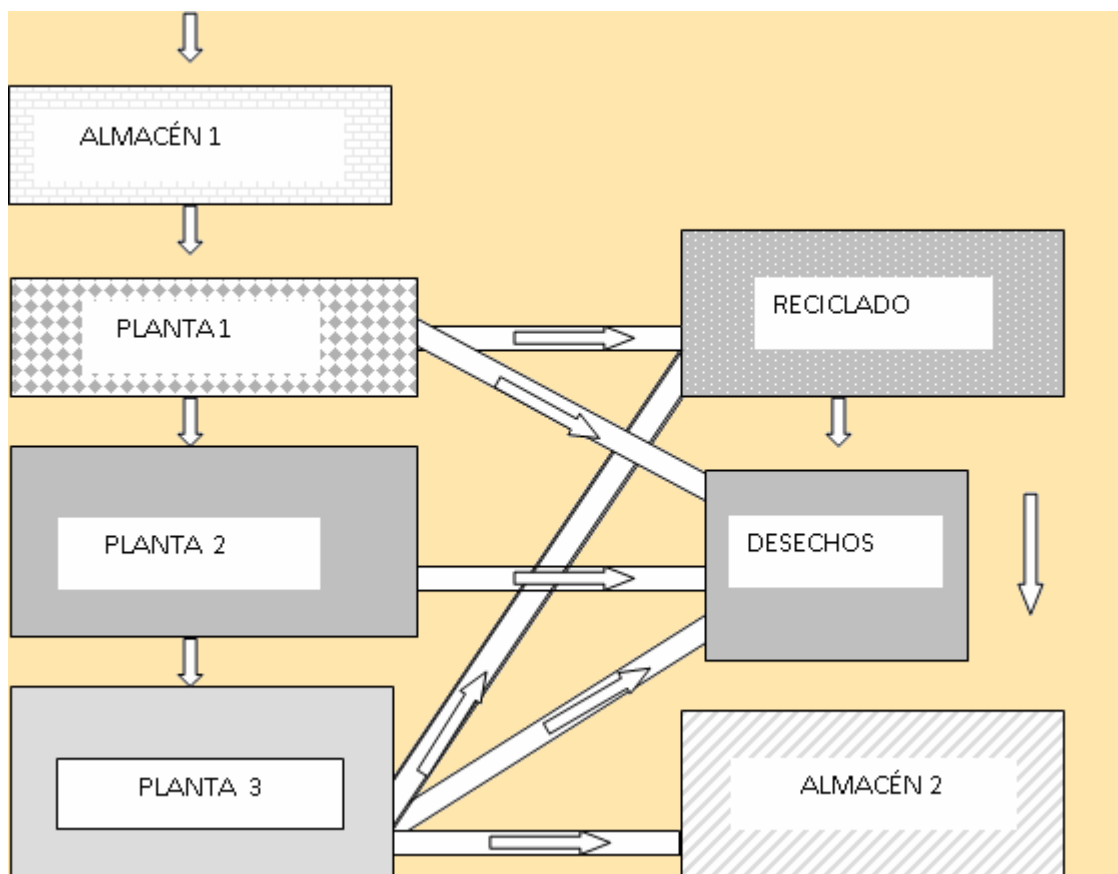 ALMACÉN 1
PLANTA 1
RECICLADO
PLANTA 2
DESECHOS
PLANTA 3
ALMACÉN 2